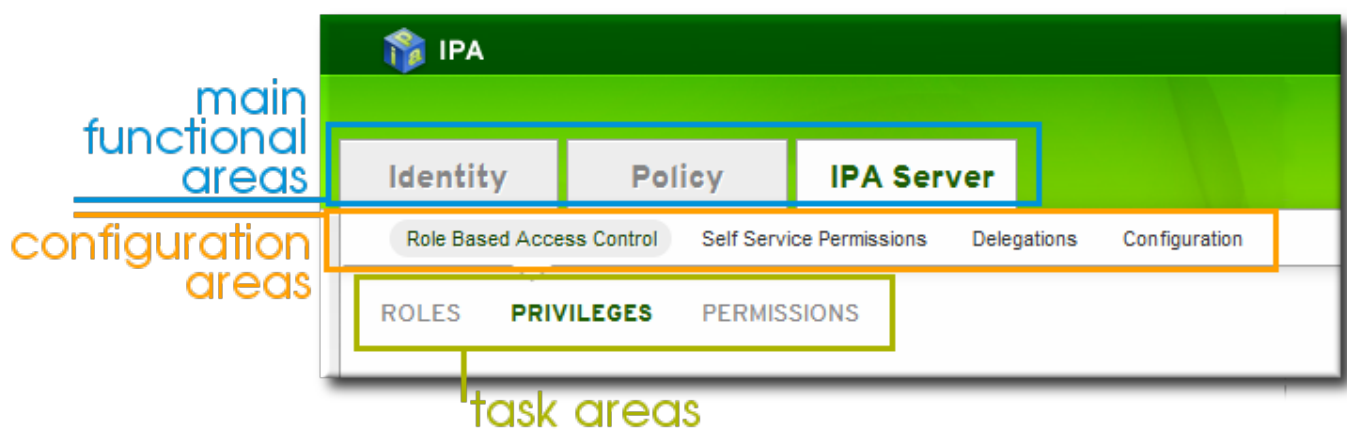 IPA
main
functional
areas
Identity Policy IPA Server
configuration
areas
Role Based Access Control Self Service Permissions Delegations Configuration
ROLES PRIVILEGES PERMISSIONS
task areas